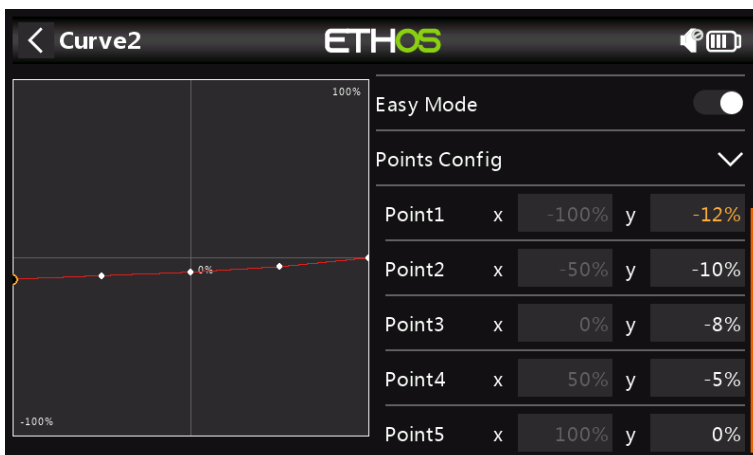 Curve2
ETHOS
100%
0%
-100%
Easy Mode
Points Config
Point1 x -100% y -12%
Point2 x -50% y -10%
Point3 x 0% y -8%
Point4 x 50% y -5%
Point5 x 100% y 0%